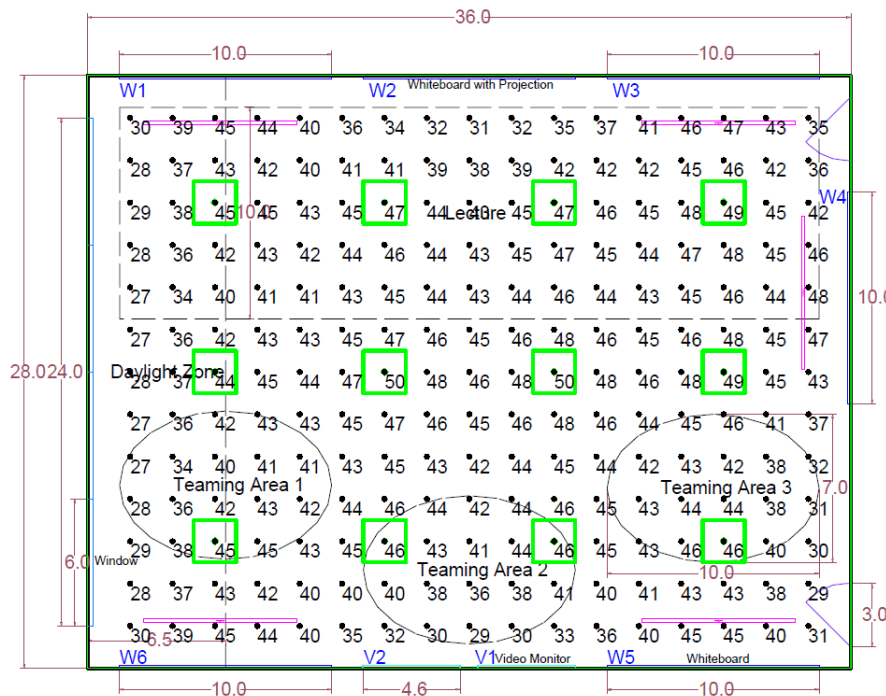 36.0
10.0 10.0
W1 W2 Whiteboard with Projection W3
30 39 45 44 40 36 34 32 31 32 35 37 41 46 47 43 35
28 37 43 42 40 41 41 39 38 39 42 42 42 45 46 42 36
W4
29 38 45 45 43 45 47 44 43 45 47 46 45 48 49 45 42
10.0 Lecture
28 36 42 43 42 44 46 44 43 45 47 45 44 47 48 45 46
27 34 40 41 41 43 45 44 43 44 46 44 43 45 46 44 48
10.0
27 36 42 43 43 45 47 46 45 46 48 46 45 46 48 45 47
28.0 24.0 Daylight Zone
28 37 44 45 44 47 50 48 46 48 50 48 46 48 49 45 43
27 36 42 43 43 45 47 46 45 46 48 46 44 45 46 41 37
27 34 40 41 41 43 45 43 42 44 45 44 42 43 42 38 32
Teaming Area 1 Teaming Area 3 7.0
28 36 42 43 42 44 46 44 42 44 46 45 43 44 44 38 31
29 38 45 45 43 45 46 43 41 44 46 45 43 46 46 40 30
6.0 Window
Teaming Area 2 10.0
28 37 43 42 40 40 40 38 36 38 41 40 41 43 43 38 29
3.0
30 39 45 44 40 35 32 30 29 30 33 36 40 45 45 40 31
6.5
W6 V2 V1 Video Monitor W5 Whiteboard
10.0 4.6 10.0